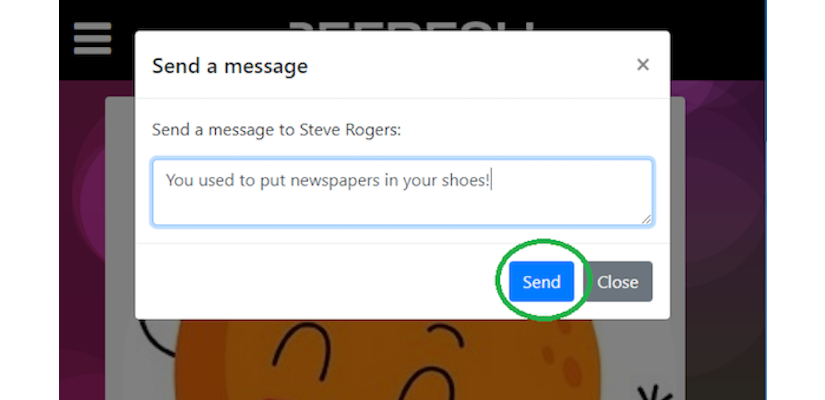 Send a message
×
Send a message to Steve Rogers:
You used to put newspapers in your shoes!
Send
Close